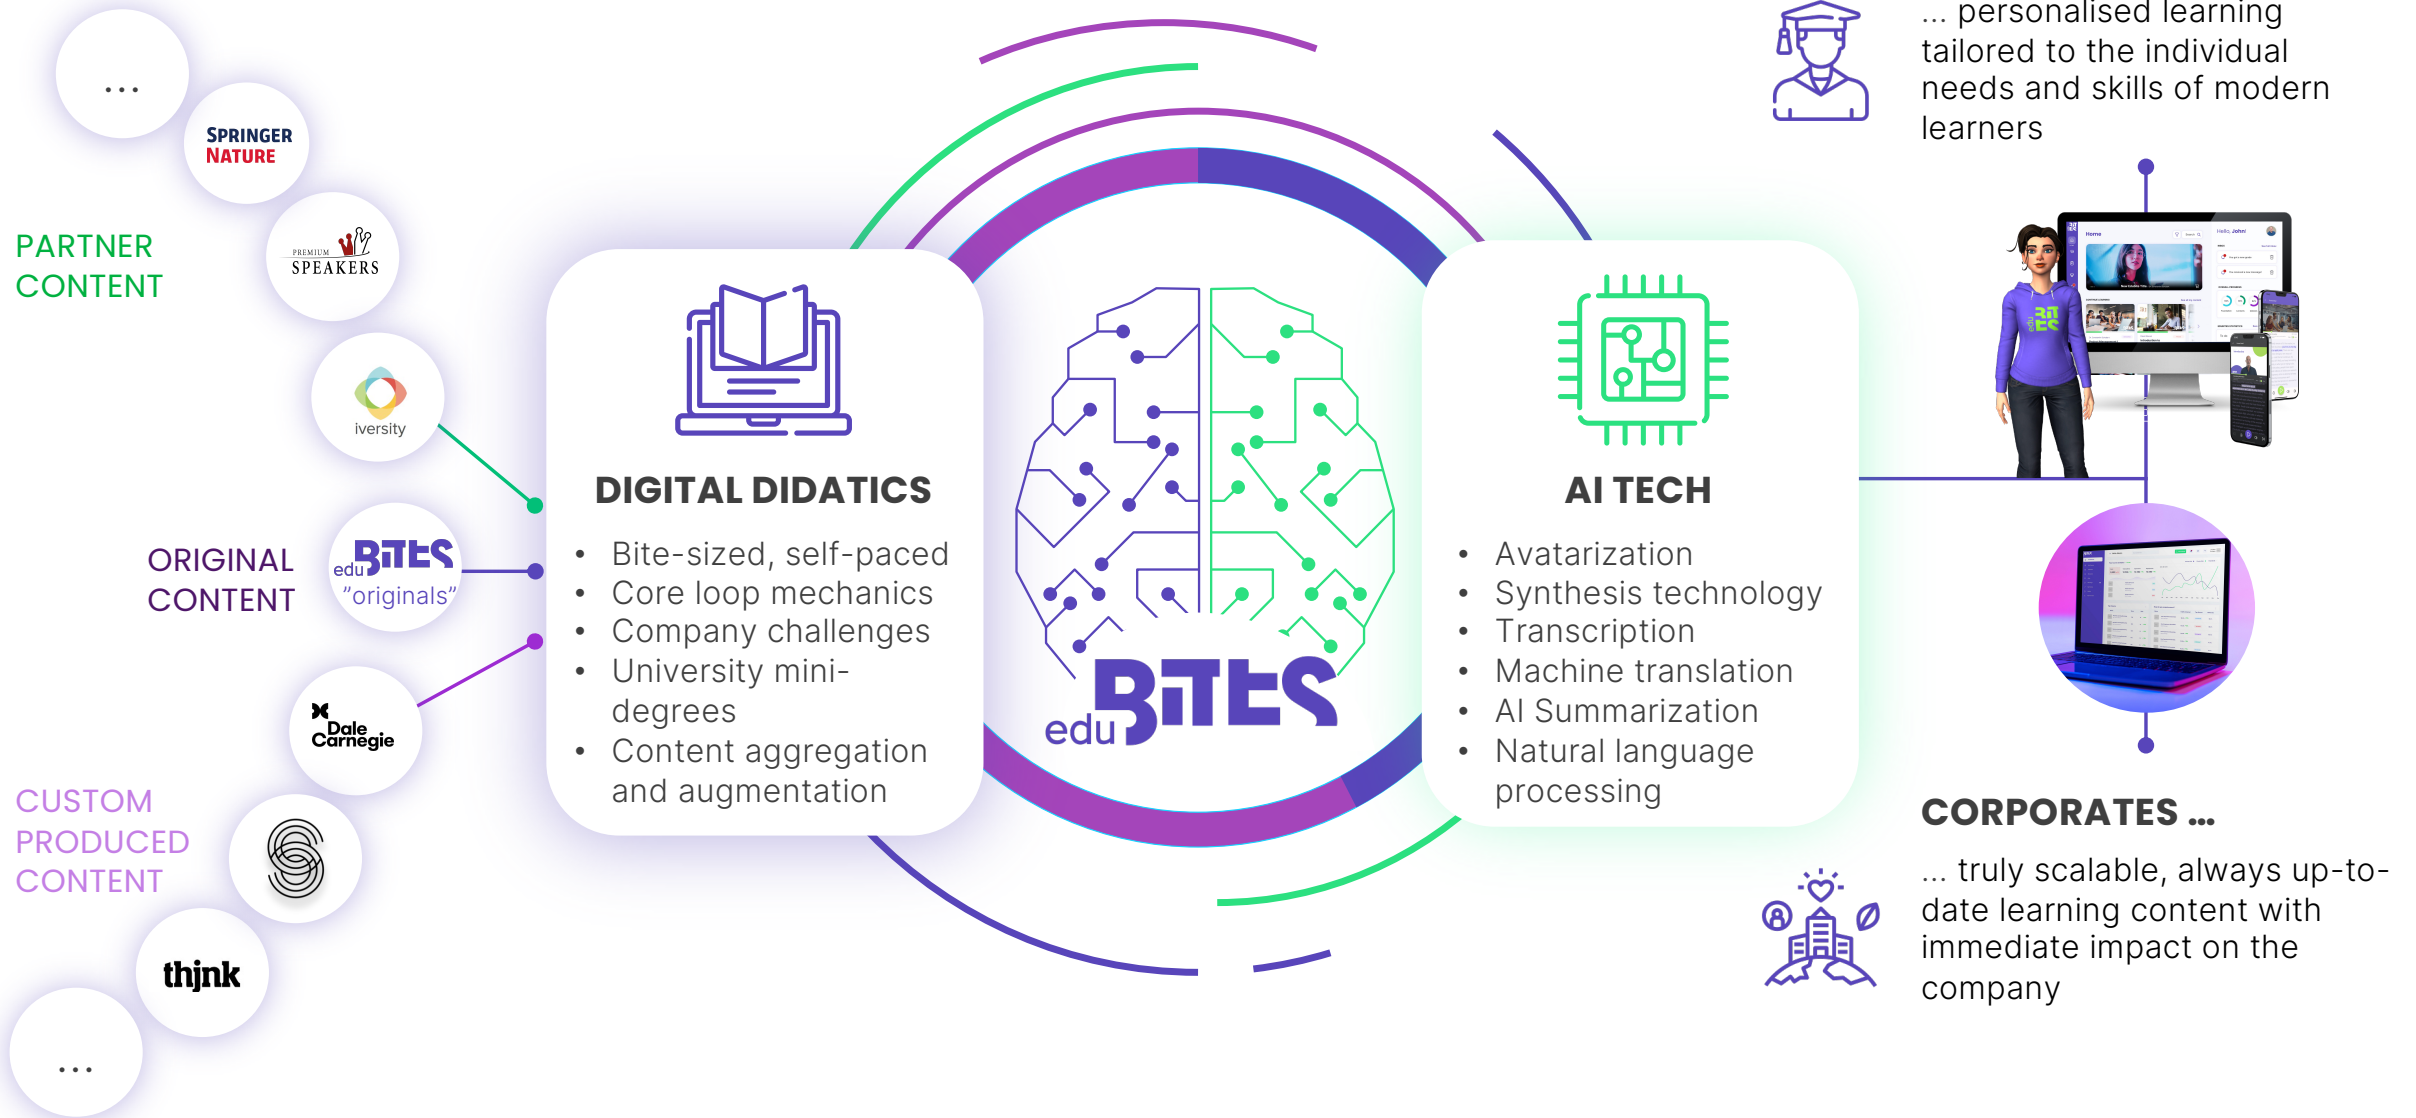 ...
SPRINGER
NATURE
PREMIUM
SPEAKERS
PARTNER
CONTENT
iversity
ORIGINAL
CONTENT
eduBITES
"originals"
Dale
Carnegie
CUSTOM
PRODUCED
CONTENT
thjnk
...
DIGITAL DIDATICS
• Bite-sized, self-paced
• Core loop mechanics
• Company challenges
• University mini-
degrees
• Content aggregation
and augmentation
eduBITES
AI TECH
• Avatarization
• Synthesis technology
• Transcription
• Machine translation
• AI Summarization
• Natural language
processing
... personalised learning
tailored to the individual
needs and skills of modern
learners
Home
Hello, John!
CORPORATES ...
... truly scalable, always up-to-
date learning content with
immediate impact on the
company